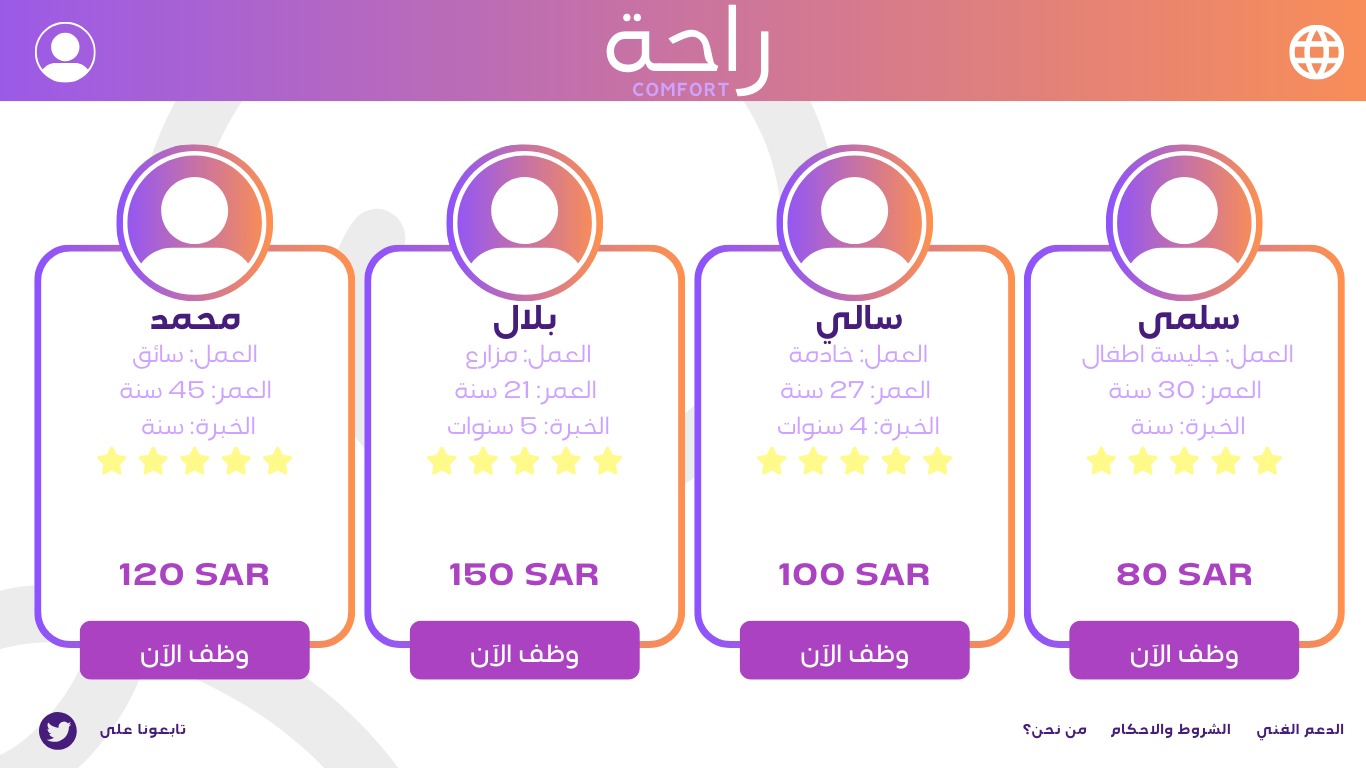 راحة
COMFORT
سلمى
العمل: جليسة اطفال
العمر: 30 سنة
الخبرة: سنة
80 SAR
وظف الآن
سالي
العمل: خادمة
العمر: 27 سنة
الخبرة: 4 سنوات
100 SAR
وظف الآن
بلال
العمل: مزارع
العمر: 21 سنة
الخبرة: 5 سنوات
150 SAR
وظف الآن
محمد
العمل: سائق
العمر: 45 سنة
الخبرة: سنة
120 SAR
وظف الآن
الدعم الفني
الشروط والاحكام
من نحن؟
تابعونا على